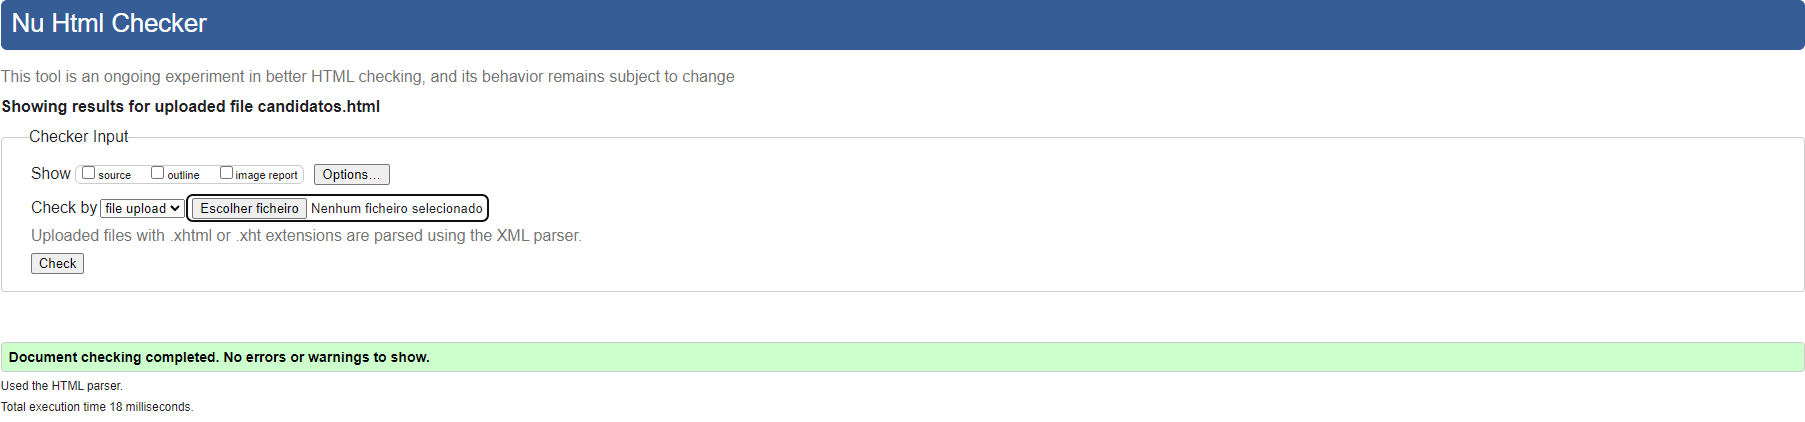 Nu Html Checker
This tool is an ongoing experiment in better HTML checking, and its behavior remains subject to change
Showing results for uploaded file candidatos.html
Checker Input
Show source outline image report Options...
Check by file upload Escolher ficheiro Nenhum ficheiro selecionado
Uploaded files with .xhtml or .xht extensions are parsed using the XML parser.
Check
Document checking completed. No errors or warnings to show.
Used the HTML parser.
Total execution time 18 milliseconds.